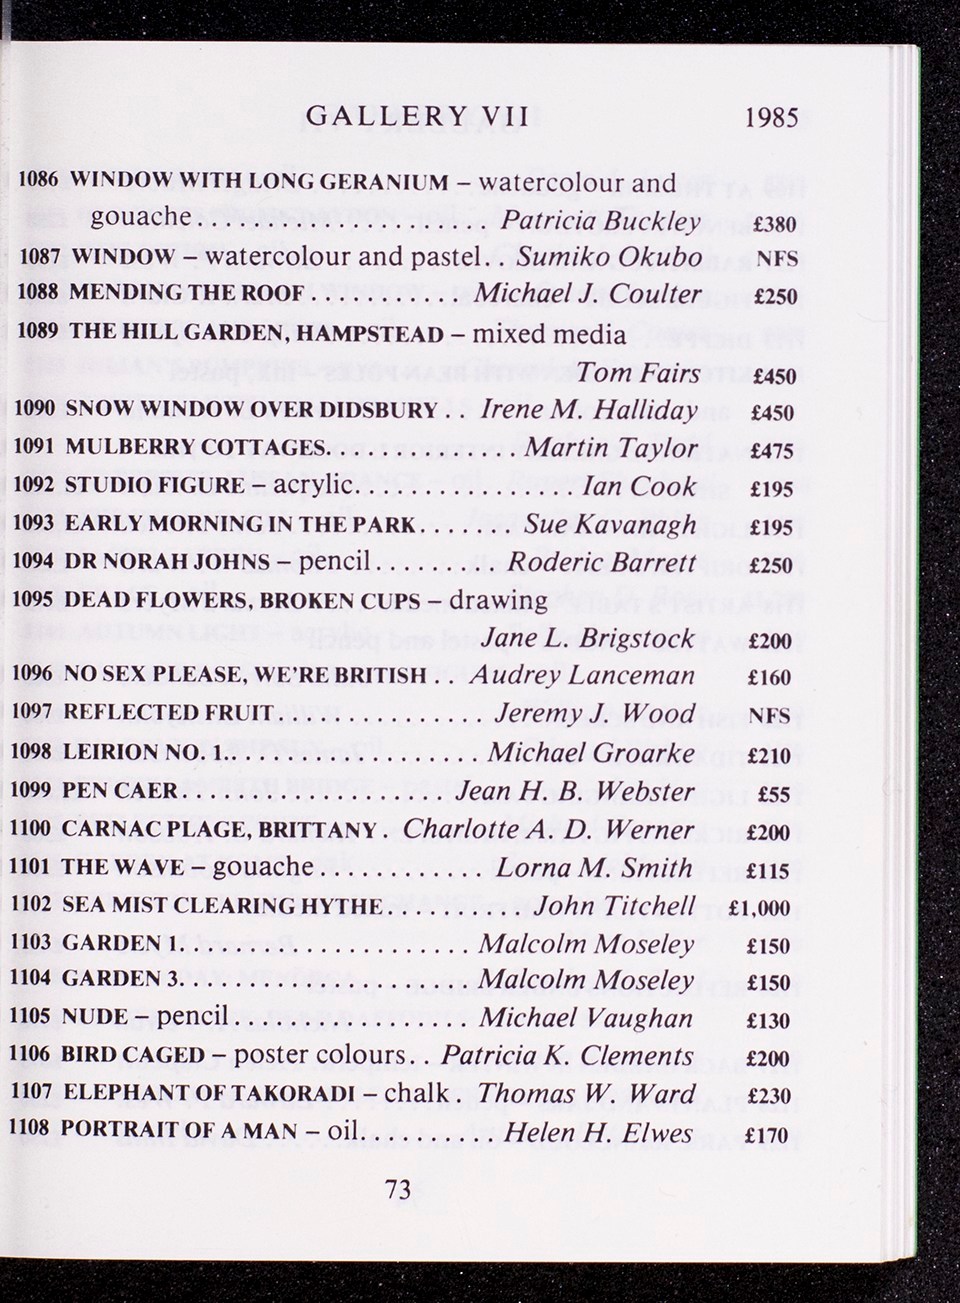 GALLERY VII 1985
1086 WINDOW WITH LONG GERANIUM – watercolour and
gouache...................... Patricia Buckley £380
1087 WINDOW – watercolour and pastel.. Sumiko Okubo NFS
1088 MENDING THE ROOF........... Michael J. Coulter £250
1089 THE HILL GARDEN, HAMPSTEAD – mixed media
Tom Fairs £450
1090 SNOW WINDOW OVER DIDSBURY .. Irene M. Halliday £450
1091 MULBERRY COTTAGES.............. Martin Taylor £475
1092 STUDIO FIGURE – acrylic................. Ian Cook £195
1093 EARLY MORNING IN THE PARK....... Sue Kavanagh £195
1094 DR NORAH JOHNS – pencil......... Roderic Barrett £250
1095 DEAD FLOWERS, BROKEN CUPS – drawing
Jane L. Brigstock £200
1096 NO SEX PLEASE, WE'RE BRITISH .. Audrey Lanceman £160
1097 REFLECTED FRUIT............... Jeremy J. Wood NFS
1098 LEIRION NO. 1.................. Michael Groarke £210
1099 PEN CAER................... Jean H. B. Webster £55
1100 CARNAC PLAGE, BRITTANY . Charlotte A. D. Werner £200
1101 THE WAVE – gouache ............ Lorna M. Smith £115
1102 SEA MIST CLEARING HYTHE.......... John Titchell £1,000
1103 GARDEN 1.................... Malcolm Moseley £150
1104 GARDEN 3.................... Malcolm Moseley £150
1105 NUDE – pencil................. Michael Vaughan £130
1106 BIRD CAGED – poster colours.. Patricia K. Clements £200
1107 ELEPHANT OF TAKORADI – chalk . Thomas W. Ward £230
1108 PORTRAIT OF A MAN – oil.......... Helen H. Elwes £170
73